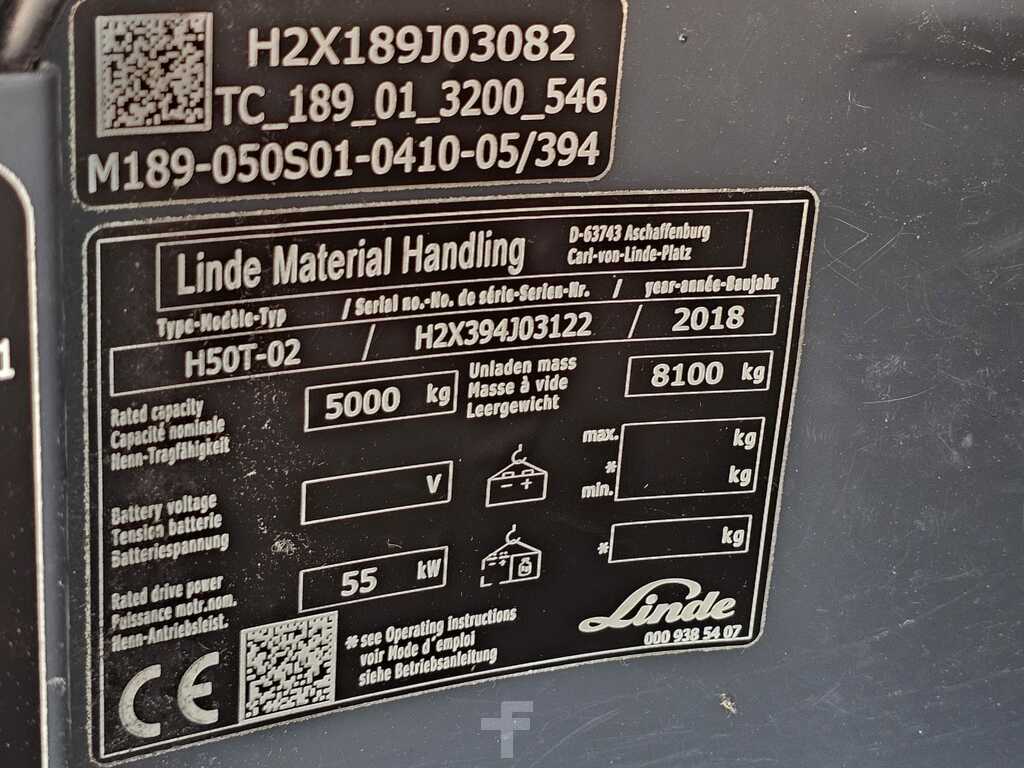 H2X189J03082
TC_189_01_3200_546
M189-050S01-0410-05/394
1
Linde Material Handling
D-63743 Aschaffenburg
Carl-von-Linde-Platz
Type-Modèle-Typ / Serial no.-No. de série-Serien-Nr. / year-année-Baujahr
H50T-02 / H2X394J03122 / 2018
Rated capacity
Capacité nominale
Nenn-Tragfähigkeit
5000 kg
Unladen mass
Masse à vide
Leergewicht
8100 kg
Battery voltage
Tension batterie
Batteriespannung
V
- +
max. kg
*
min. kg
Rated drive power
Puissance motr.nom.
Nenn-Antriebsleist.
55 kW
* kg
CE
*see Operating instructions
voir Mode d'emploi
siehe Betriebsanleitung
Linde
000 938 54 07